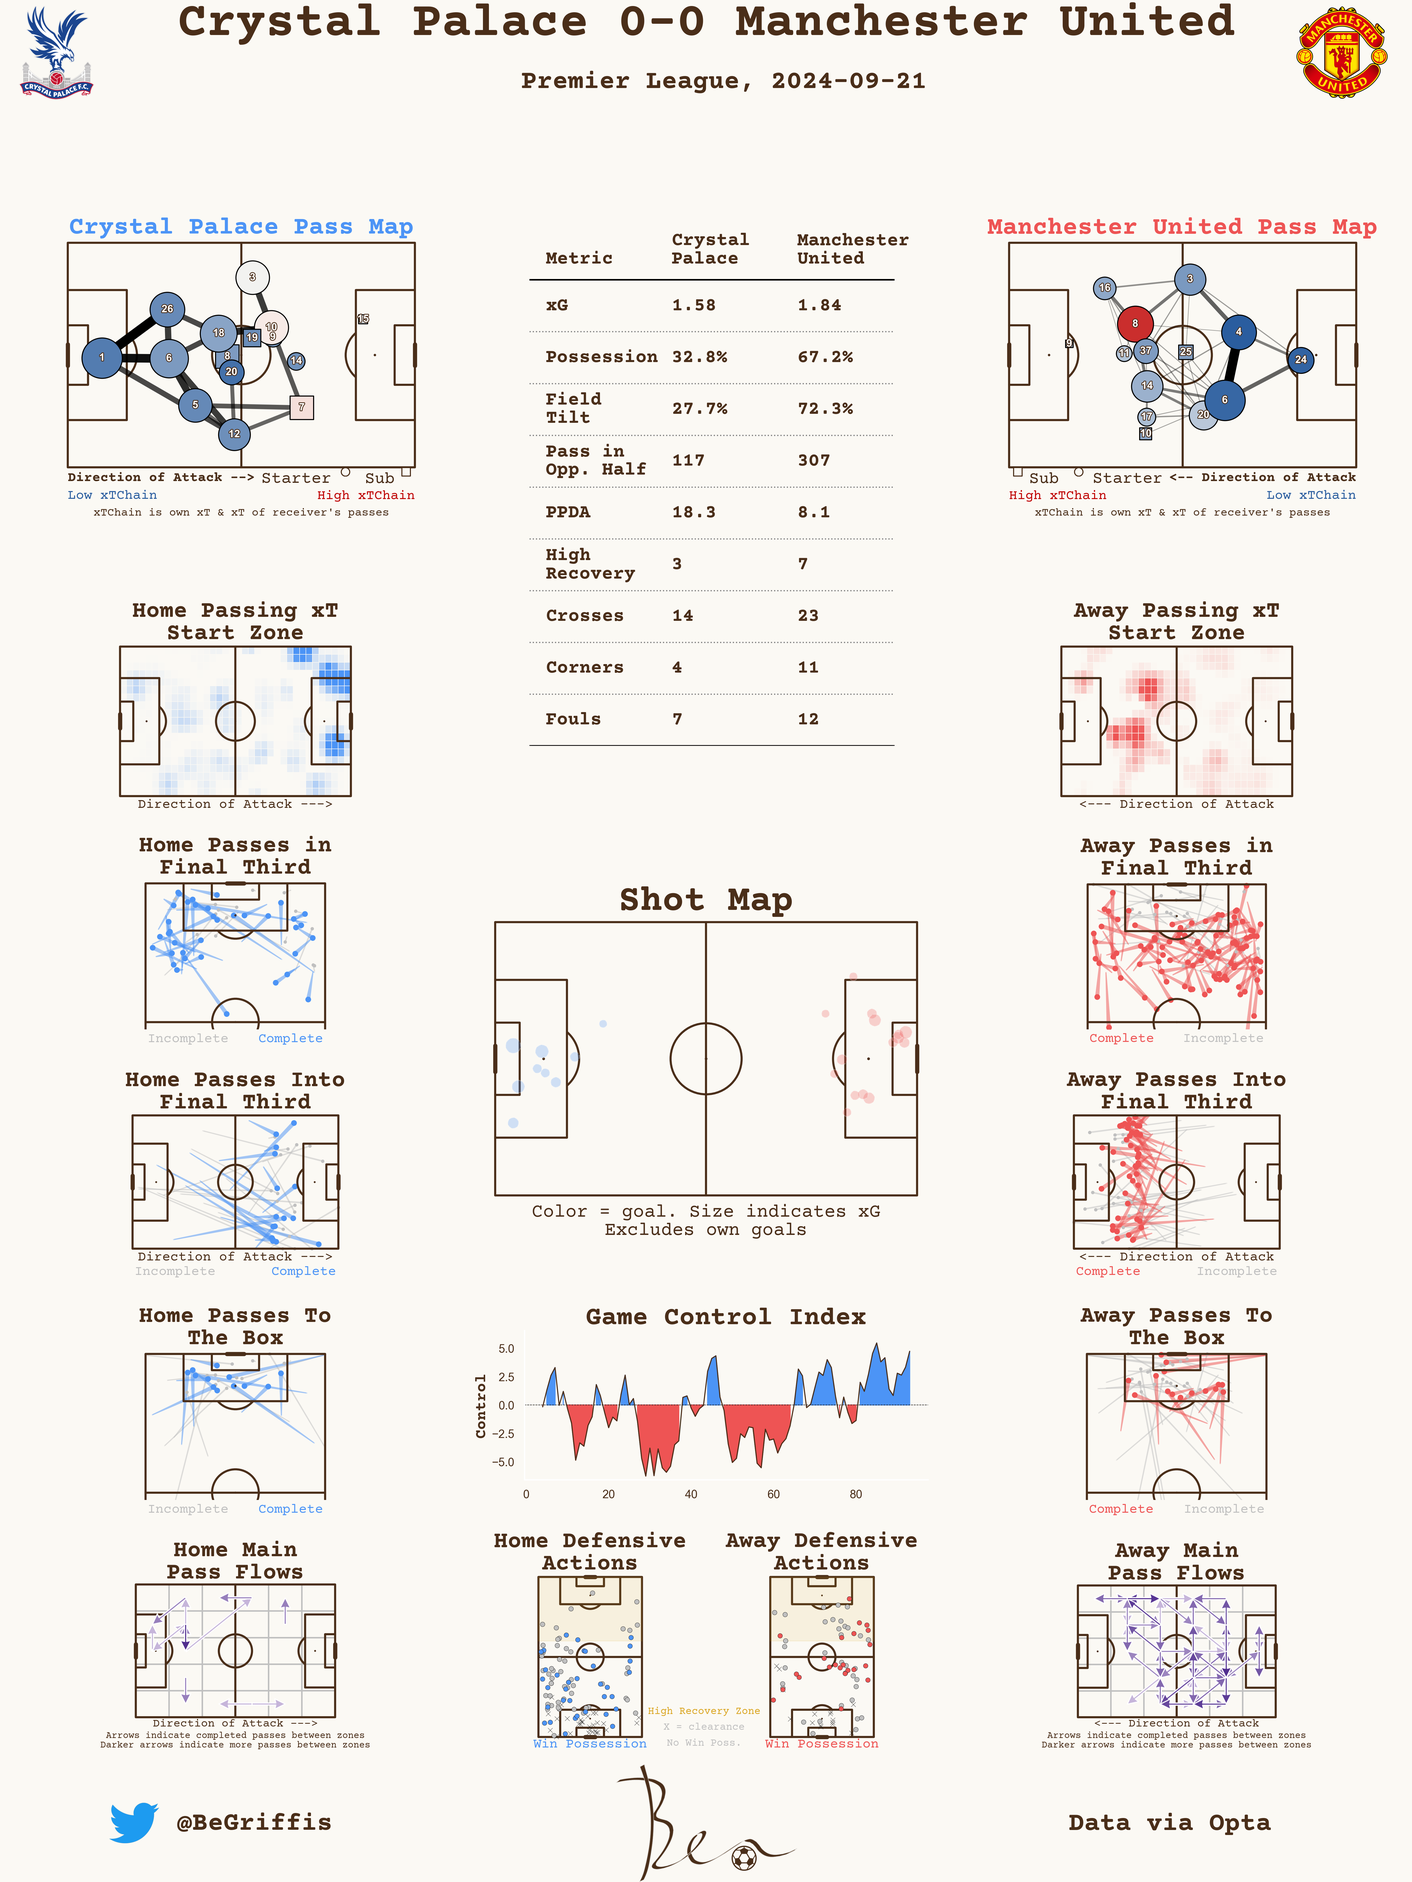 Crystal Palace 0-0 Manchester United
Premier League, 2024-09-21
CRYSTAL PALACE F.C.
MANCHESTER
UNITED
Crystal Palace Pass Map
3
26
10
9
18
19
15
1
6
8
14
20
5
7
12
Direction of Attack --> Starter Sub
Low xTChain High xTChain
xTChain is own xT & xT of receiver's passes
Metric Crystal Palace Manchester United
xG 1.58 1.84
Possession 32.8% 67.2%
Field Tilt 27.7% 72.3%
Pass in Opp. Half 117 307
PPDA 18.3 8.1
High Recovery 3 7
Crosses 14 23
Corners 4 11
Fouls 7 12
Manchester United Pass Map
16
3
8
4
9
11
37
25
24
14
6
17
20
10
Sub Starter <-- Direction of Attack
High xTChain Low xTChain
xTChain is own xT & xT of receiver's passes
Home Passing xT
Start Zone
Direction of Attack --->
Away Passing xT
Start Zone
<--- Direction of Attack
Home Passes in
Final Third
Incomplete Complete
Shot Map
Color = goal. Size indicates xG
Excludes own goals
Away Passes in
Final Third
Complete Incomplete
Home Passes Into
Final Third
Direction of Attack --->
Incomplete Complete
Away Passes Into
Final Third
<--- Direction of Attack
Complete Incomplete
Home Passes To
The Box
Incomplete Complete
Game Control Index
Control
5.0
2.5
0.0
−2.5
−5.0
0 20 40 60 80
Away Passes To
The Box
Complete Incomplete
Home Main
Pass Flows
Direction of Attack --->
Arrows indicate completed passes between zones
Darker arrows indicate more passes between zones
Home Defensive
Actions
Win Possession
High Recovery Zone
X = clearance
No Win Poss.
Away Defensive
Actions
Win Possession
Away Main
Pass Flows
<--- Direction of Attack
Arrows indicate completed passes between zones
Darker arrows indicate more passes between zones
@BeGriffis
Ben
Data via Opta